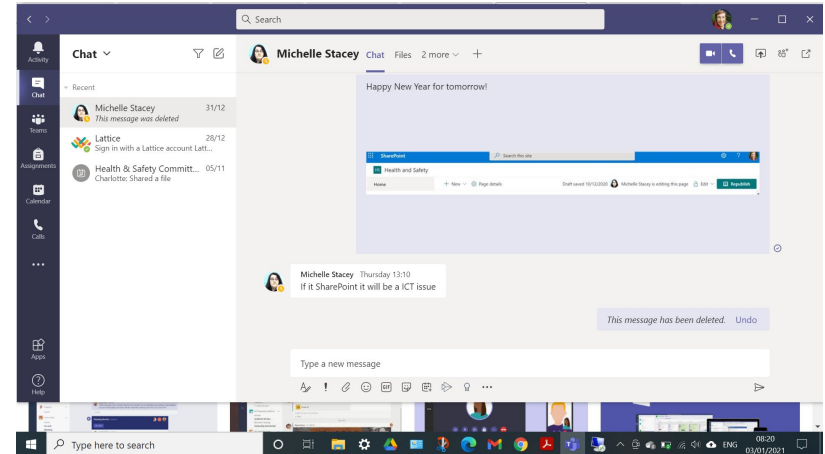 Search
Activity
Chat
Michelle Stacey Chat Files 2 more
Chat
Recent
Happy New Year for tomorrow!
Michelle Stacey 31/12
This message was deleted
Teams
Lattice 28/12
Sign in with a Lattice account Latt...
Assignments
Health & Safety Committ... 05/11
Charlotte: Shared a file
SharePoint
Search this site
Health and Safety
Home + New Page details Draft saved 10/12/2020 Michelle Stacey is editing this page Edit Republish
Calendar
Calls
Michelle Stacey Thursday 13:10
If it SharePoint it will be a ICT issue
This message has been deleted. Undo
Apps
Type a new message
GIF
Help
Type here to search
ENG
08:20
03/01/2021